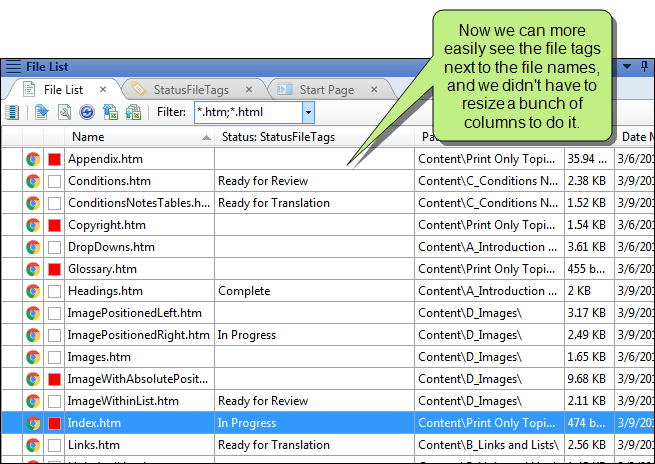 Now we can more
easily see the file tags
next to the file names,
and we didn't have to
resize a bunch of
columns to do it.
File List
File List StatusFileTags Start Page
Filter: *.htm;*.html
Name Status: StatusFileTags Date M
Appendix.htm Content\Print Only Topi... 35.94 ... 3/6/20
Conditions.htm Ready for Review Content\C_Conditions N... 2.38 KB 3/9/20
ConditionsNotesTables.h... Ready for Translation Content\C_Conditions N... 1.52 KB 3/9/20
Copyright.htm Content\Print Only Topi... 1.54 KB 3/6/20
DropDowns.htm Content\A_Introduction ... 3.61 KB 3/9/20
Glossary.htm Content\Print Only Topi... 455 b... 3/6/20
Headings.htm Complete Content\A_Introduction ... 2 KB 3/9/20
ImagePositionedLeft.htm Content\D_Images\ 3.17 KB 3/9/20
ImagePositionedRight.htm In Progress Content\D_Images\ 2.49 KB 3/9/20
Images.htm Content\D_Images\ 1.65 KB 3/9/20
ImageWithAbsolutePosit... Content\D_Images\ 9.68 KB 3/9/20
ImageWithinList.htm Ready for Review Content\D_Images\ 2.11 KB 3/9/20
Index.htm In Progress Content\Print Only Topi... 474 b... 3/9/20
Links.htm Ready for Translation Content\B_Links and Lists\ 2.56 KB 3/9/20